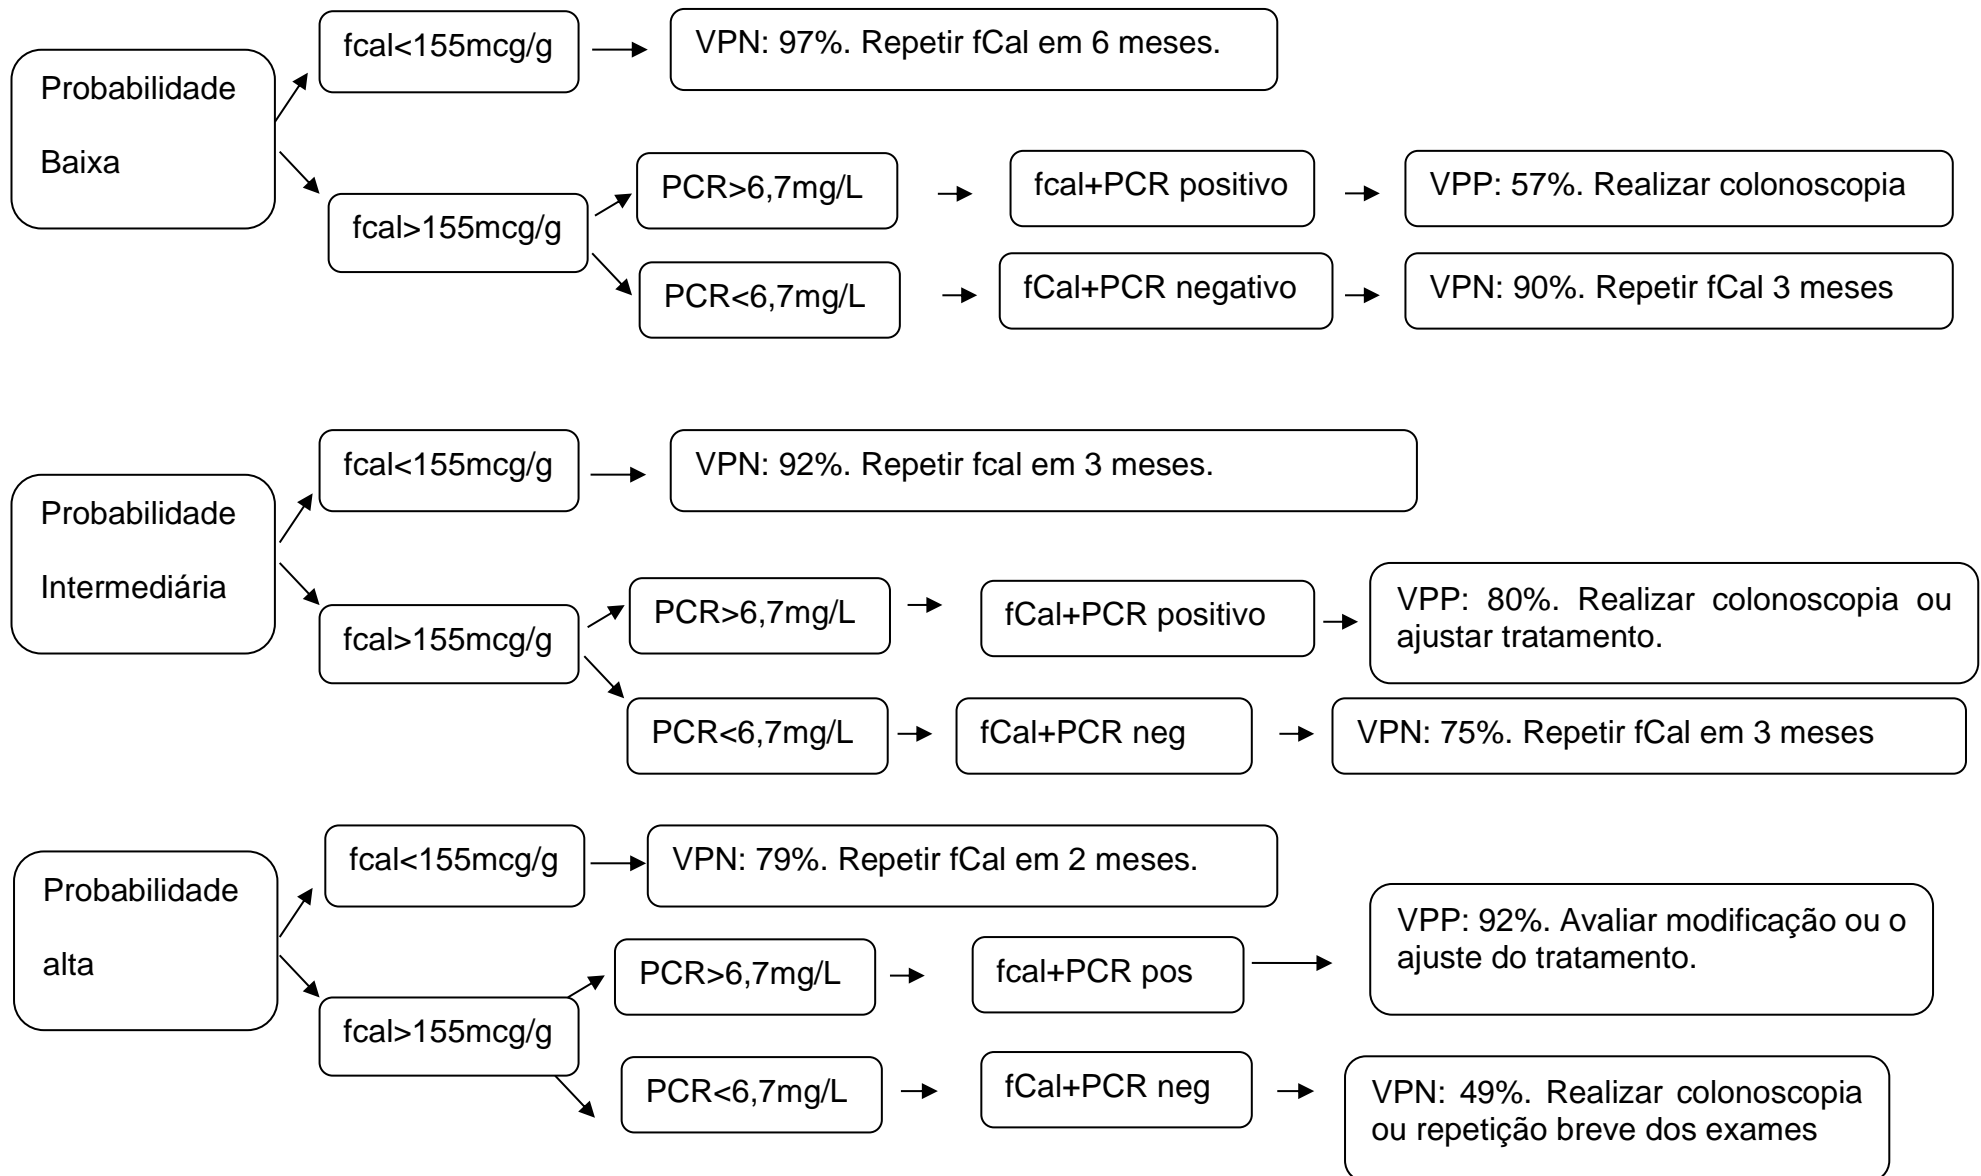 Probabilidade
Baixa
fcal<155mcg/g
VPN: 97%. Repetir fCal em 6 meses.
fcal>155mcg/g
PCR>6,7mg/L
fcal+PCR positivo
VPP: 57%. Realizar colonoscopia
PCR<6,7mg/L
fCal+PCR negativo
VPN: 90%. Repetir fCal 3 meses
Probabilidade
Intermediária
fcal<155mcg/g
VPN: 92%. Repetir fcal em 3 meses.
fcal>155mcg/g
PCR>6,7mg/L
fCal+PCR positivo
VPP: 80%. Realizar colonoscopia ou
ajustar tratamento.
PCR<6,7mg/L
fCal+PCR neg
VPN: 75%. Repetir fCal em 3 meses
Probabilidade
alta
fcal<155mcg/g
VPN: 79%. Repetir fCal em 2 meses.
fcal>155mcg/g
PCR>6,7mg/L
fcal+PCR pos
VPP: 92%. Avaliar modificação ou o
ajuste do tratamento.
PCR<6,7mg/L
fCal+PCR neg
VPN: 49%. Realizar colonoscopia
ou repetição breve dos exames